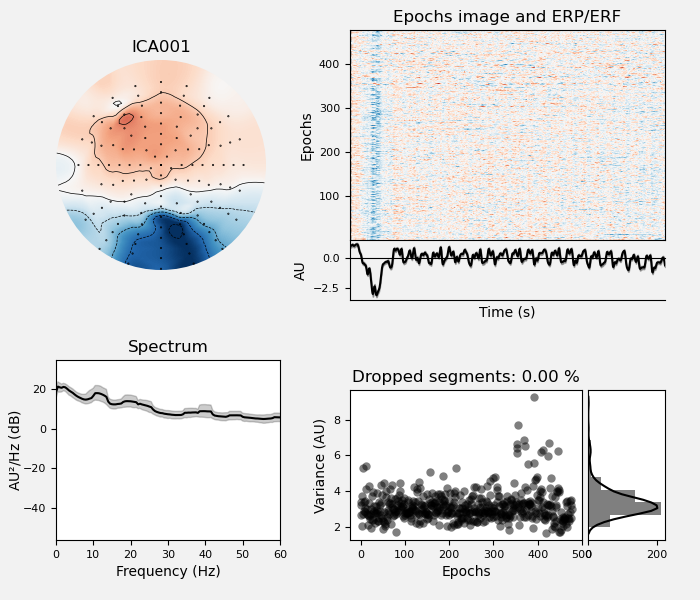 ICA001
Epochs image and ERP/ERF
Epochs
400
300
200
100
AU
0.0
−2.5
Time (s)
Spectrum
AU²/Hz (dB)
20
0
−20
−40
0 10 20 30 40 50 60
Frequency (Hz)
Dropped segments: 0.00 %
Variance (AU)
8
6
4
2
0 100 200 300 400 500
Epochs
0 200